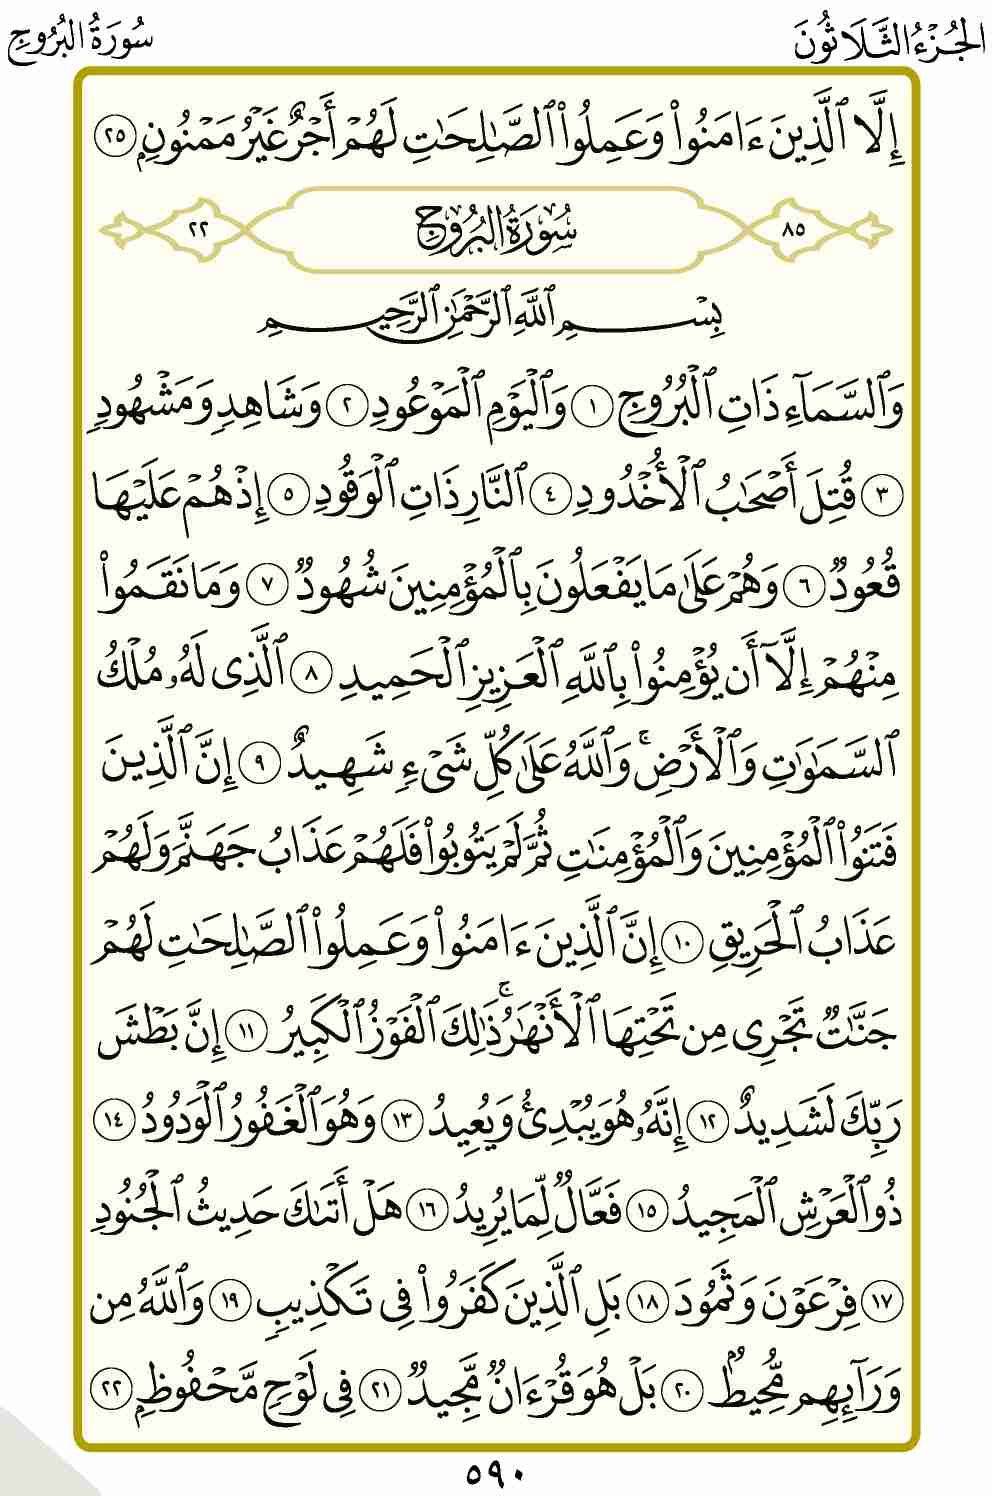 الجُزْءُ الثَّلَاثُونَ
سُورَةُ البُرُوجِ
إِلَّا ٱلَّذِينَ ءَامَنُوا۟ وَعَمِلُوا۟ ٱلصَّـٰلِحَـٰتِ لَهُمْ أَجْرٌ غَيْرُ مَمْنُونٍۭ ٢٥
٨٥ سُورَةُ البُرُوجِ ٢٢
بِسْمِ ٱللَّهِ ٱلرَّحْمَـٰنِ ٱلرَّحِيمِ
وَٱلسَّمَآءِ ذَاتِ ٱلْبُرُوجِ ١ وَٱلْيَوْمِ ٱلْمَوْعُودِ ٢ وَشَاهِدٍ وَمَشْهُودٍ
٣ قُتِلَ أَصْحَـٰبُ ٱلْأُخْدُودِ ٤ ٱلنَّارِ ذَاتِ ٱلْوَقُودِ ٥ إِذْ هُمْ عَلَيْهَا
قُعُودٌ ٦ وَهُمْ عَلَىٰ مَا يَفْعَلُونَ بِٱلْمُؤْمِنِينَ شُهُودٌ ٧ وَمَا نَقَمُوا۟
مِنْهُمْ إِلَّآ أَن يُؤْمِنُوا۟ بِٱللَّهِ ٱلْعَزِيزِ ٱلْحَمِيدِ ٨ ٱلَّذِى لَهُۥ مُلْكُ
ٱلسَّمَـٰوَٰتِ وَٱلْأَرْضِ ۚ وَٱللَّهُ عَلَىٰ كُلِّ شَىْءٍ شَهِيدٌ ٩ إِنَّ ٱلَّذِينَ
فَتَنُوا۟ ٱلْمُؤْمِنِينَ وَٱلْمُؤْمِنَـٰتِ ثُمَّ لَمْ يَتُوبُوا۟ فَلَهُمْ عَذَابُ جَهَنَّمَ وَلَهُمْ
عَذَابُ ٱلْحَرِيقِ ١٠ إِنَّ ٱلَّذِينَ ءَامَنُوا۟ وَعَمِلُوا۟ ٱلصَّـٰلِحَـٰتِ لَهُمْ
جَنَّـٰتٌ تَجْرِى مِن تَحْتِهَا ٱلْأَنْهَـٰرُ ۚ ذَٰلِكَ ٱلْفَوْزُ ٱلْكَبِيرُ ١١ إِنَّ بَطْشَ
رَبِّكَ لَشَدِيدٌ ١٢ إِنَّهُۥ هُوَ يُبْدِئُ وَيُعِيدُ ١٣ وَهُوَ ٱلْغَفُورُ ٱلْوَدُودُ ١٤
ذُو ٱلْعَرْشِ ٱلْمَجِيدُ ١٥ فَعَّالٌ لِّمَا يُرِيدُ ١٦ هَلْ أَتَىٰكَ حَدِيثُ ٱلْجُنُودِ
١٧ فِرْعَوْنَ وَثَمُودَ ١٨ بَلِ ٱلَّذِينَ كَفَرُوا۟ فِى تَكْذِيبٍ ١٩ وَٱللَّهُ مِن
وَرَآئِهِم مُّحِيطٌۢ ٢٠ بَلْ هُوَ قُرْءَانٌ مَّجِيدٌ ٢١ فِى لَوْحٍ مَّحْفُوظٍۭ ٢٢
٥٩٠